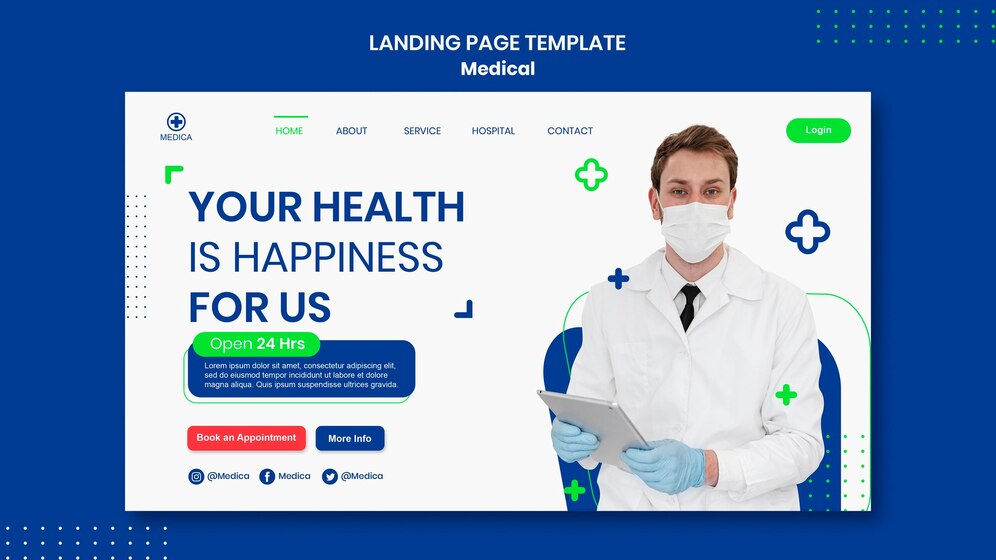 LANDING PAGE TEMPLATE
Medical
MEDICA
HOME ABOUT SERVICE HOSPITAL CONTACT
Login
YOUR HEALTH
IS HAPPINESS
FOR US
Open 24 Hrs
Lorem ipsum dolor sit amet, consectetur adipiscing elit,
sed do eiusmod tempor incididunt ut labore et dolore
magna aliqua. Quis ipsum suspendisse ultrices gravida.
Book an Appointment
More Info
@Medica Medica @Medica